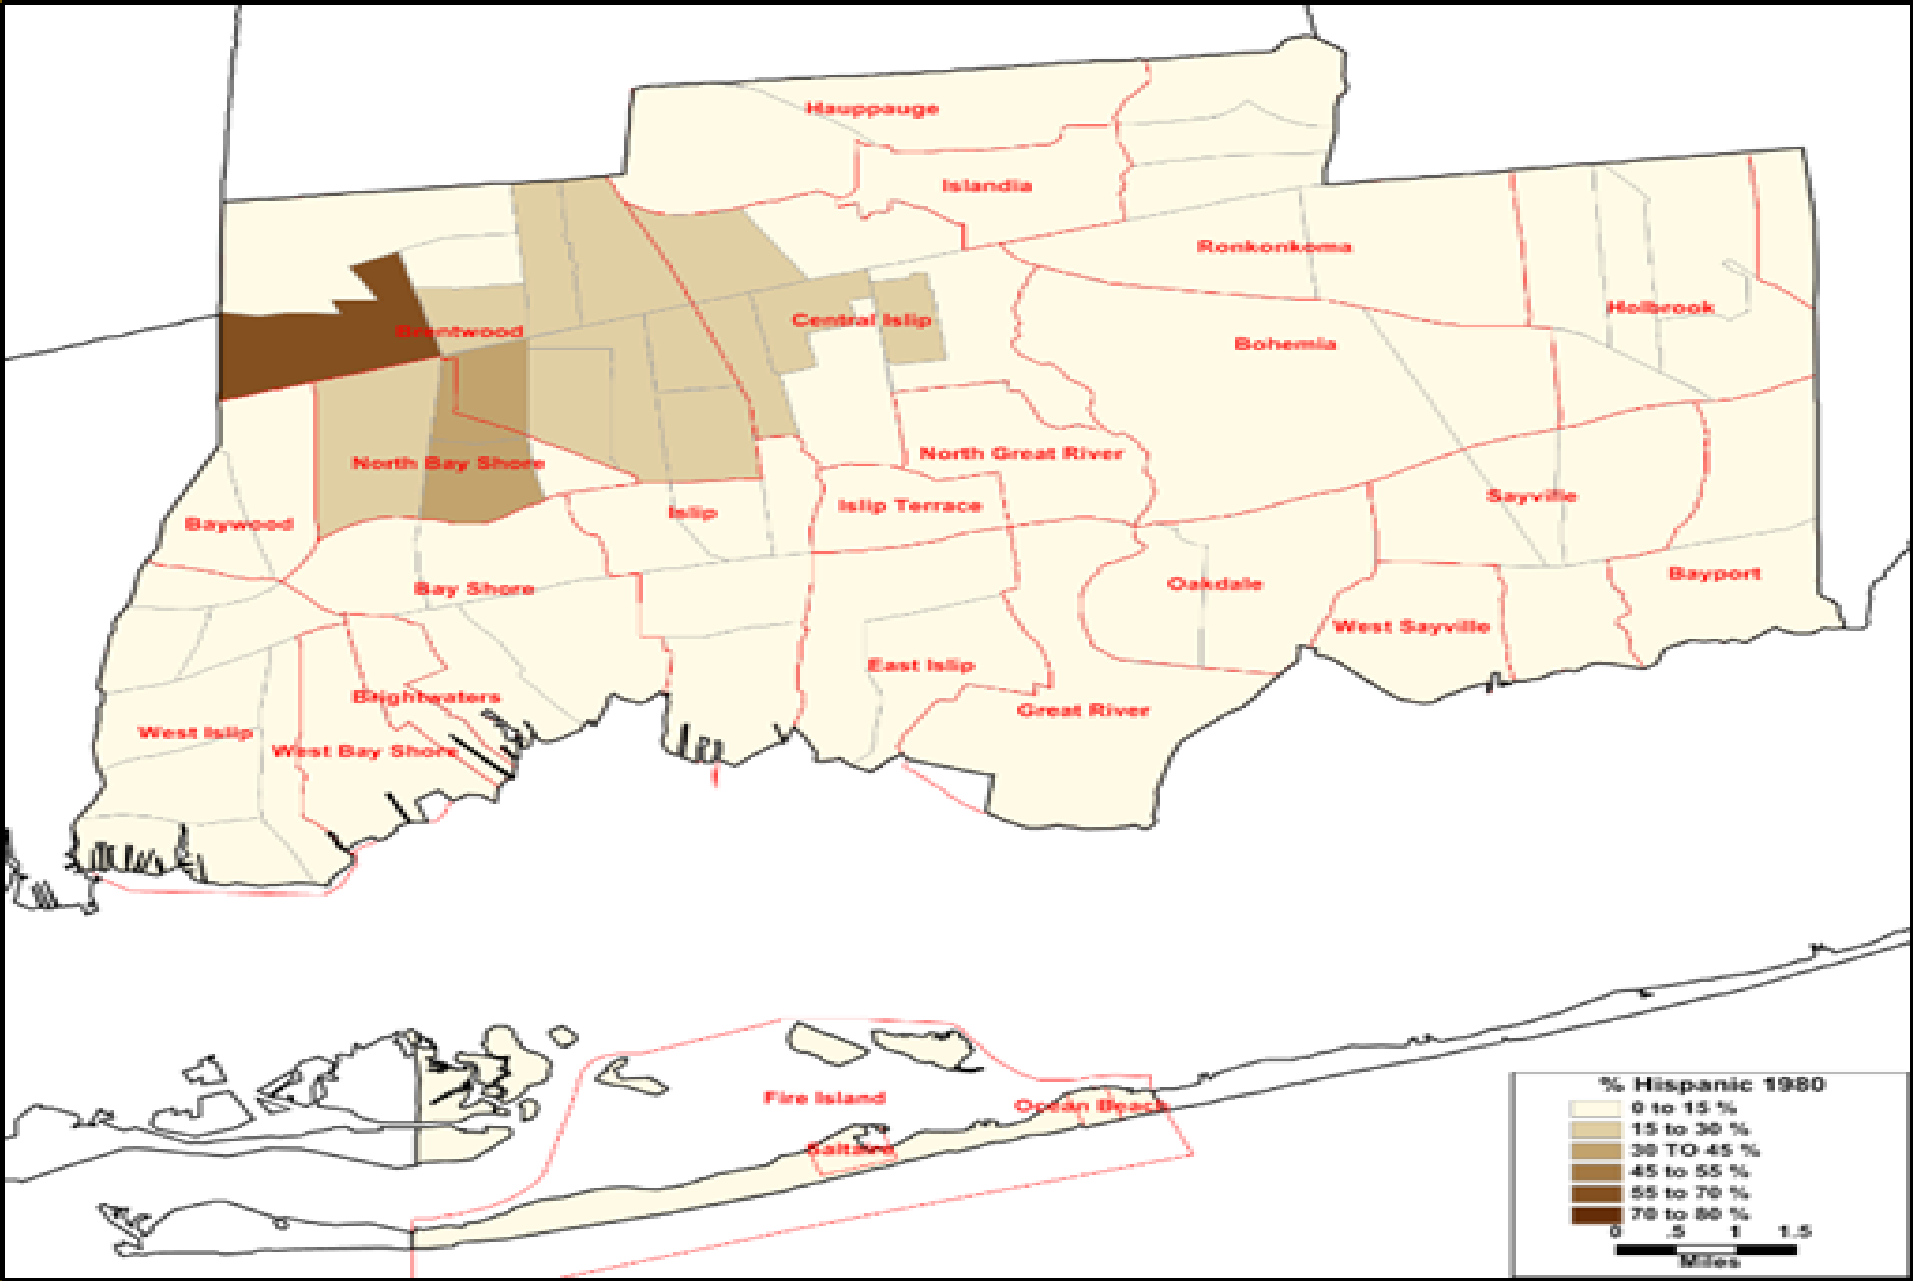 Hauppauge
Islandia
Ronkonkoma
Holbrook
Central Islip
Brentwood
Bohemia
North Great River
North Bay Shore
Sayville
Islip Terrace
Islip
Baywood
Bayport
Oakdale
Bay Shore
West Sayville
East Islip
Brightwaters
Great River
West Islip
West Bay Shore
Fire Island
Ocean Beach
Saltaire
% Hispanic 1980
0 to 15 %
15 to 30 %
30 TO 45 %
45 to 55 %
55 to 70 %
70 to 80 %
0 .5 1 1.5
Miles